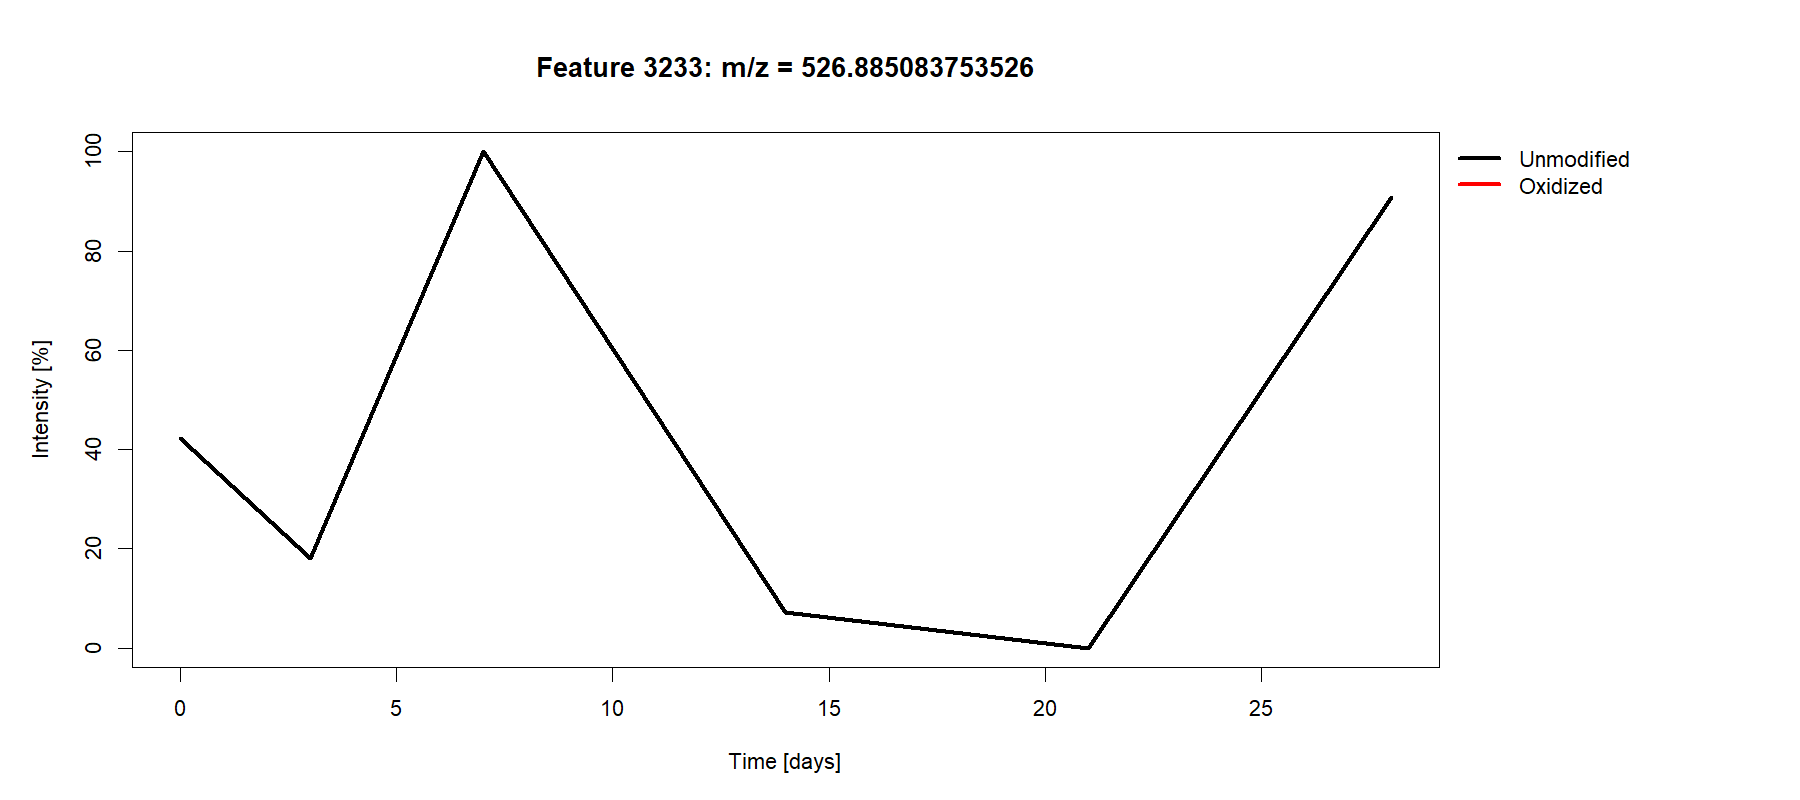 Feature 3233: m/z = 526.885083753526
Unmodified
Oxidized
Intensity [%]
100
80
60
40
20
0
0 5 10 15 20 25
Time [days]